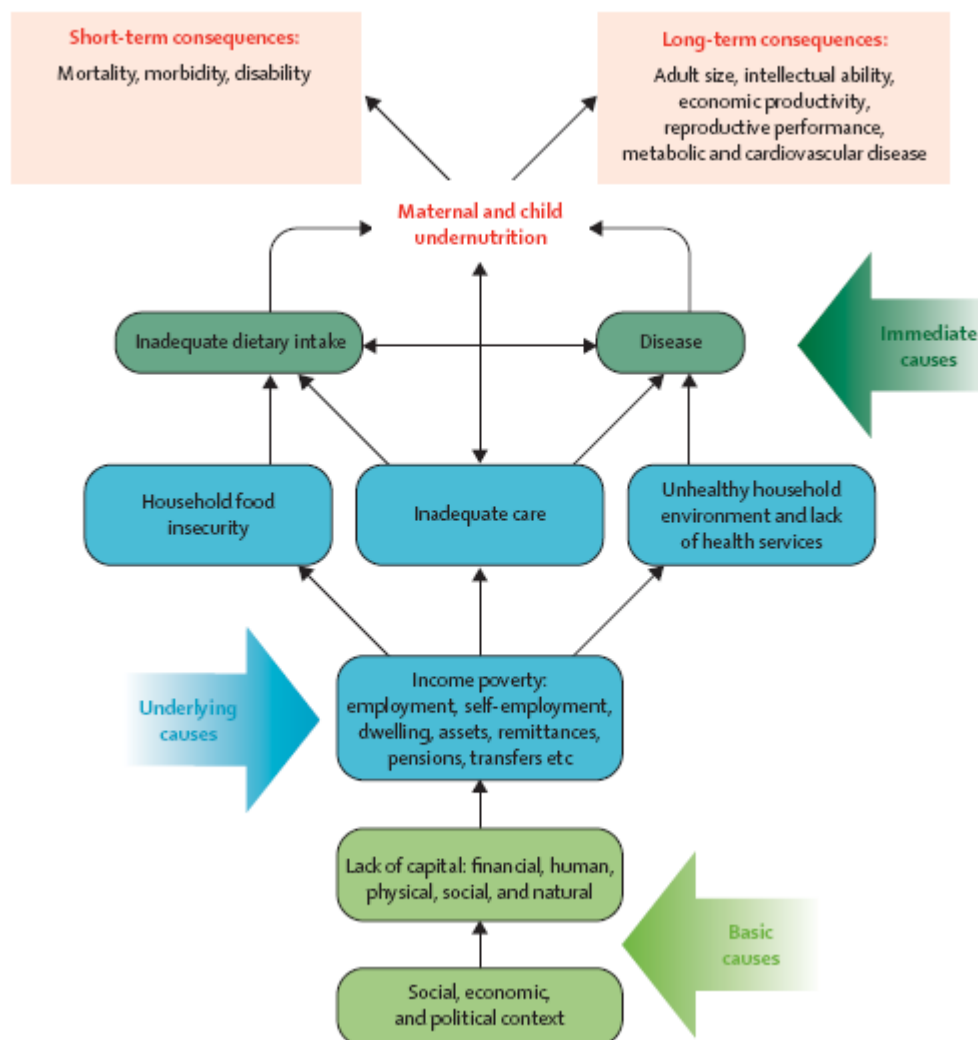 Short-term consequences:
Mortality, morbidity, disability
Long-term consequences:
Adult size, intellectual ability,
economic productivity,
reproductive performance,
metabolic and cardiovascular disease
Maternal and child
undernutrition
Inadequate dietary intake
Disease
Immediate
causes
Household food
insecurity
Inadequate care
Unhealthy household
environment and lack
of health services
Underlying
causes
Income poverty:
employment, self-employment,
dwelling, assets, remittances,
pensions, transfers etc
Lack of capital: financial, human,
physical, social, and natural
Basic
causes
Social, economic,
and political context